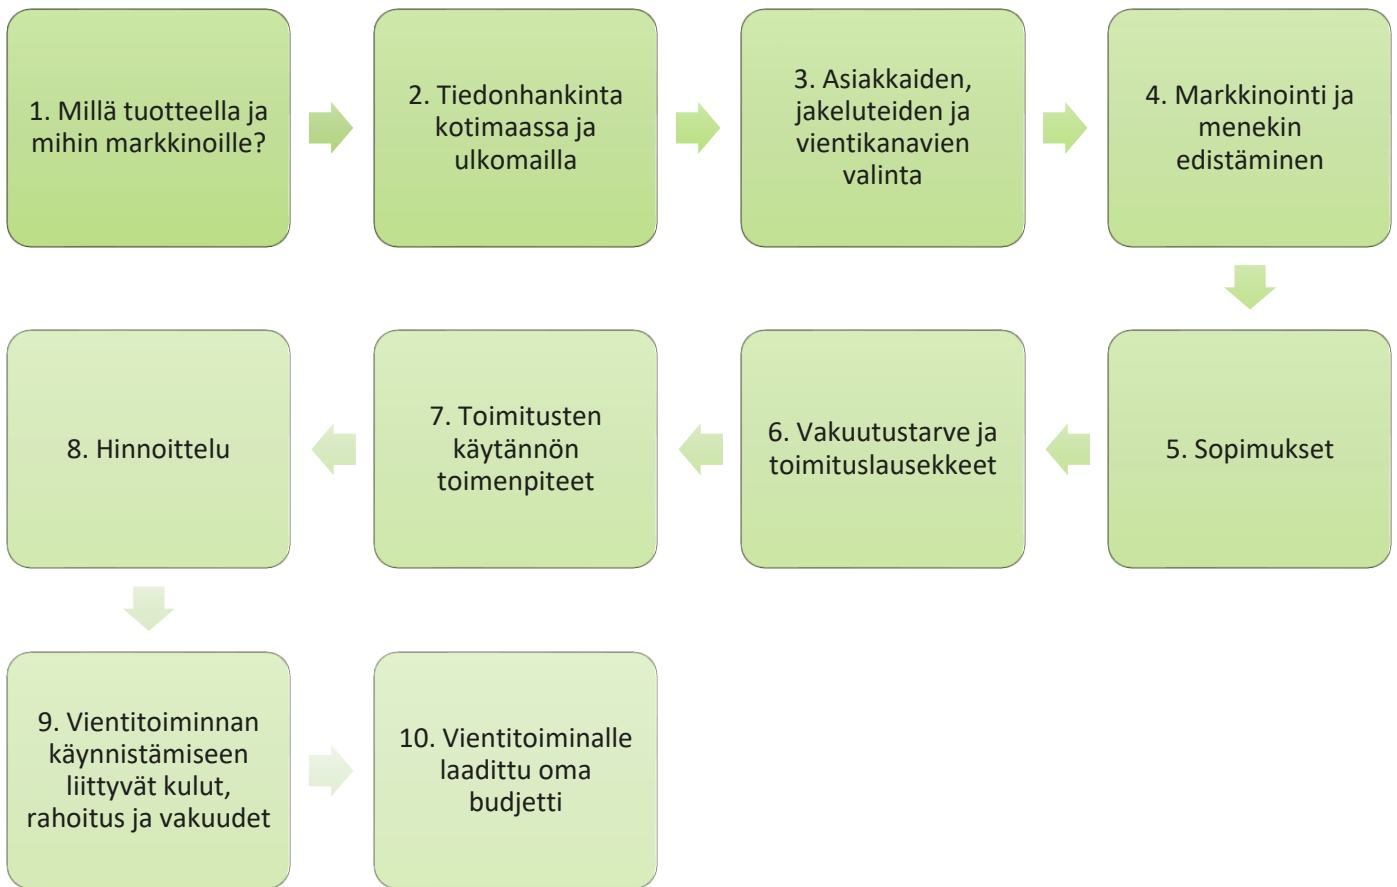 1. Millä tuotteella ja
mihin markkinoille?
2. Tiedonhankinta
kotimaassa ja
ulkomailla
3. Asiakkaiden,
jakeluteiden ja
vientikanavien
valinta
4. Markkinointi ja
menekin
edistäminen
5. Sopimukset
6. Vakuutustarve ja
toimituslausekkeet
7. Toimitusten
käytännön
toimenpiteet
8. Hinnoittelu
9. Vientitoiminnan
käynnistämiseen
liittyvät kulut,
rahoitus ja vakuudet
10. Vientitoiminalle
laadittu oma
budjetti